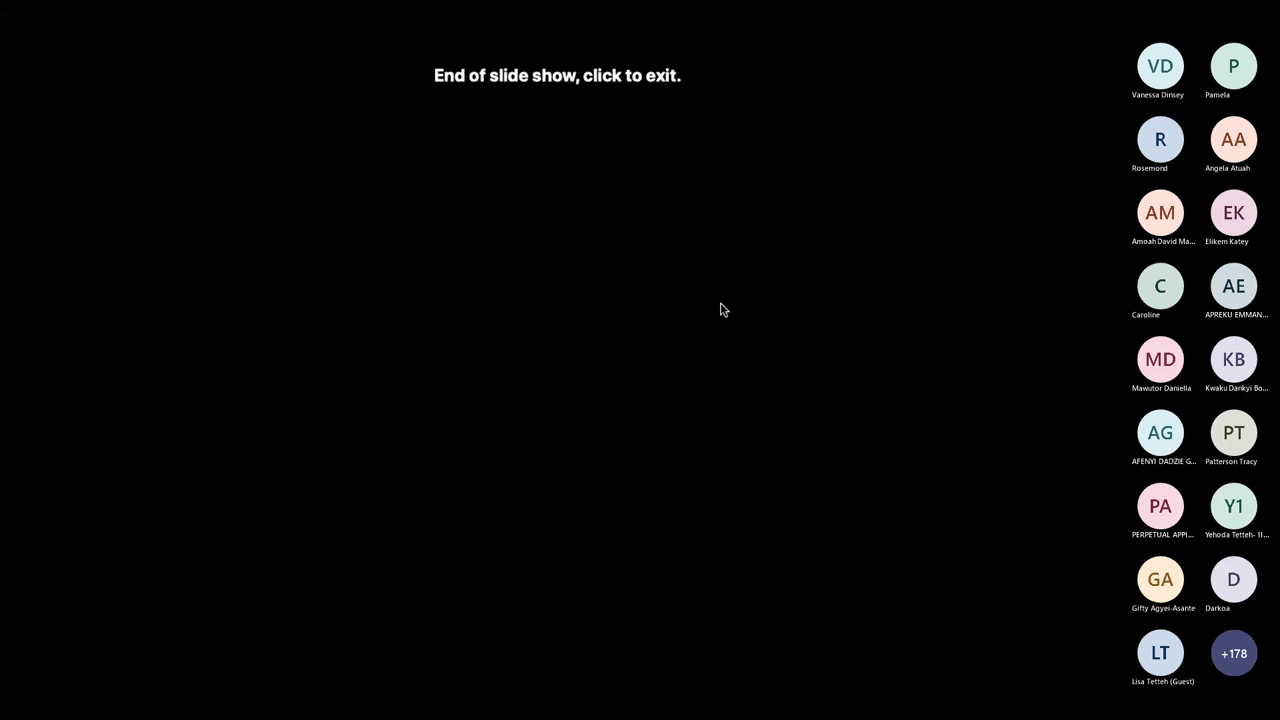 End of slide show, click to exit.
VD
P
Vanessa Dinsey
Pamela
R
AA
Rosemond
Angela Atuah
AM
EK
Amoah David Ma...
Elikem Katey
C
AE
Caroline
APREKU EMMAN...
MD
KB
Mawutor Daniella
Kwaku Dankyi Bo...
AG
PT
AFENYI DADZIE G...
Patterson Tracy
PA
Y1
PERPETUAL APPI...
Yehoda Tetteh- 11...
GA
D
Gifty Agyei-Asante
Darkoa
LT
+178
Lisa Tetteh (Guest)